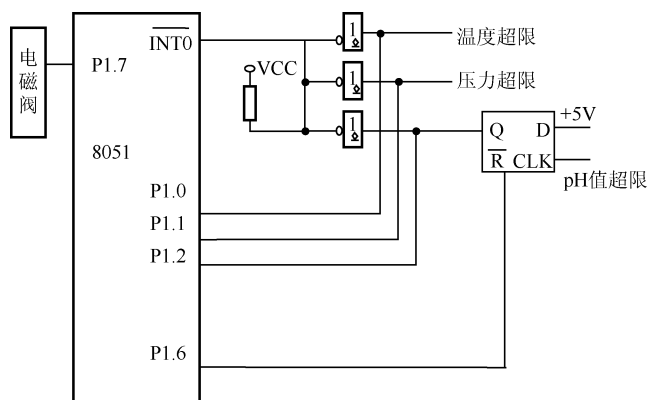 电磁阀
P1.7
8051
INT0
P1.0
P1.1
P1.2
P1.6
VCC
1
1
1
温度超限
压力超限
+5V
Q D
R CLK
pH值超限